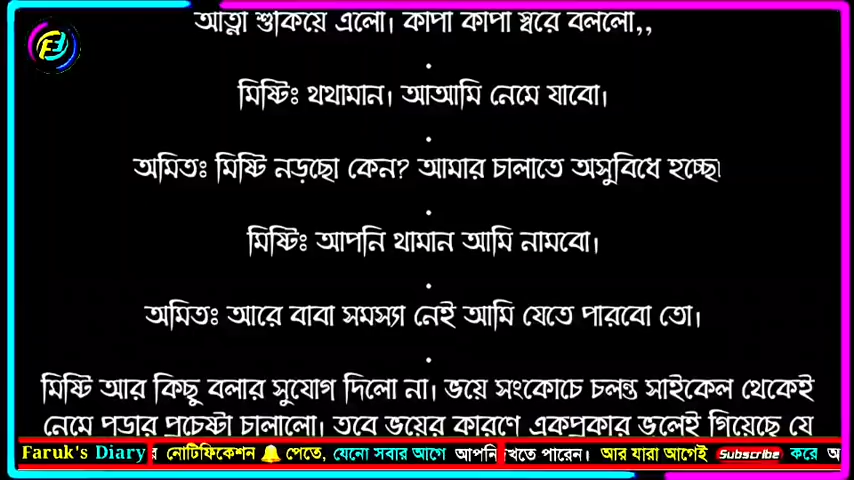 আত্না শুকিয়ে এলো। কাপা কাপা স্বরে বললো,,
.
মিষ্টিঃ থথামান। আআমি নেমে যাবো।
.
অমিতঃ মিষ্টি নড়ছো কেন? আমার চালাতে অসুবিধে হচ্ছে।
.
মিষ্টিঃ আপনি থামান আমি নামবো।
.
অমিতঃ আরে বাবা সমস্যা নেই আমি যেতে পারবো তো।
.
মিষ্টি আর কিছু বলার সুযোগ দিলো না। ভয়ে সংকোচে চলন্ত সাইকেল থেকেই
নেমে পড়ার প্রচেষ্টা চালালো। তবে ভয়ের কারণে একপ্রকার ভুলেই গিয়েছে যে
Faruk's Diary র নোটিফিকেশন 🔔 পেতে, যেনো সবার আগে আপনি খতে পারেন। আর যারা আগেই Subscribe করে অ